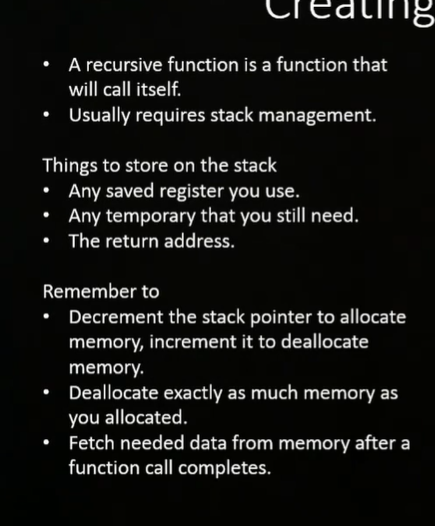 Creating
• A recursive function is a function that
will call itself.
• Usually requires stack management.
Things to store on the stack
• Any saved register you use.
• Any temporary that you still need.
• The return address.
Remember to
• Decrement the stack pointer to allocate
memory, increment it to deallocate
memory.
• Deallocate exactly as much memory as
you allocated.
• Fetch needed data from memory after a
function call completes.